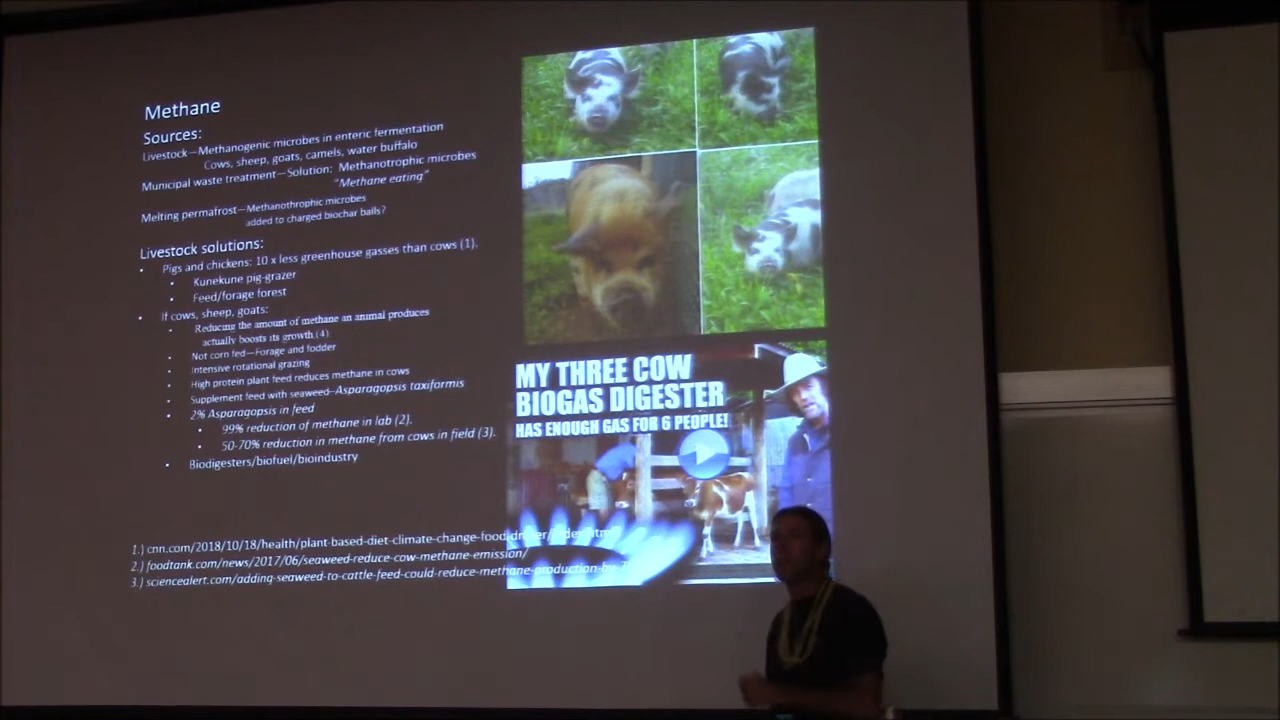 Methane
Sources:
Livestock—Methanogenic microbes in enteric fermentation
Cows, sheep, goats, camels, water buffalo
Municipal waste treatment—Solution: Methanotrophic microbes
"Methane eating"
Melting permafrost—Methanothrophic microbes
added to charged biochar balls?
Livestock solutions:
• Pigs and chickens: 10 x less greenhouse gasses than cows (1).
• Kunekune pig-grazer
• Feed/forage forest
• If cows, sheep, goats:
• Reducing the amount of methane an animal produces
actually boosts its growth.(4)
• Not corn fed—Forage and fodder
• Intensive rotational grazing
• High protein plant feed reduces methane in cows
• Supplement feed with seaweed—Asparagopsis taxiformis
• 2% Asparagopsis in feed
• 99% reduction of methane in lab (2).
• 50-70% reduction in methane from cows in field (3).
• Biodigesters/biofuel/bioindustry
MY THREE COW
BIOGAS DIGESTER
HAS ENOUGH GAS FOR 6 PEOPLE!
1.) cnn.com/2018/10/18/health/plant-based-diet-climate-change-food
2.) foodtank.com/news/2017/06/seaweed-reduce-cow-methane-emission/
3.) sciencealert.com/adding-seaweed-to-cattle-feed-could-reduce-methane-production-by